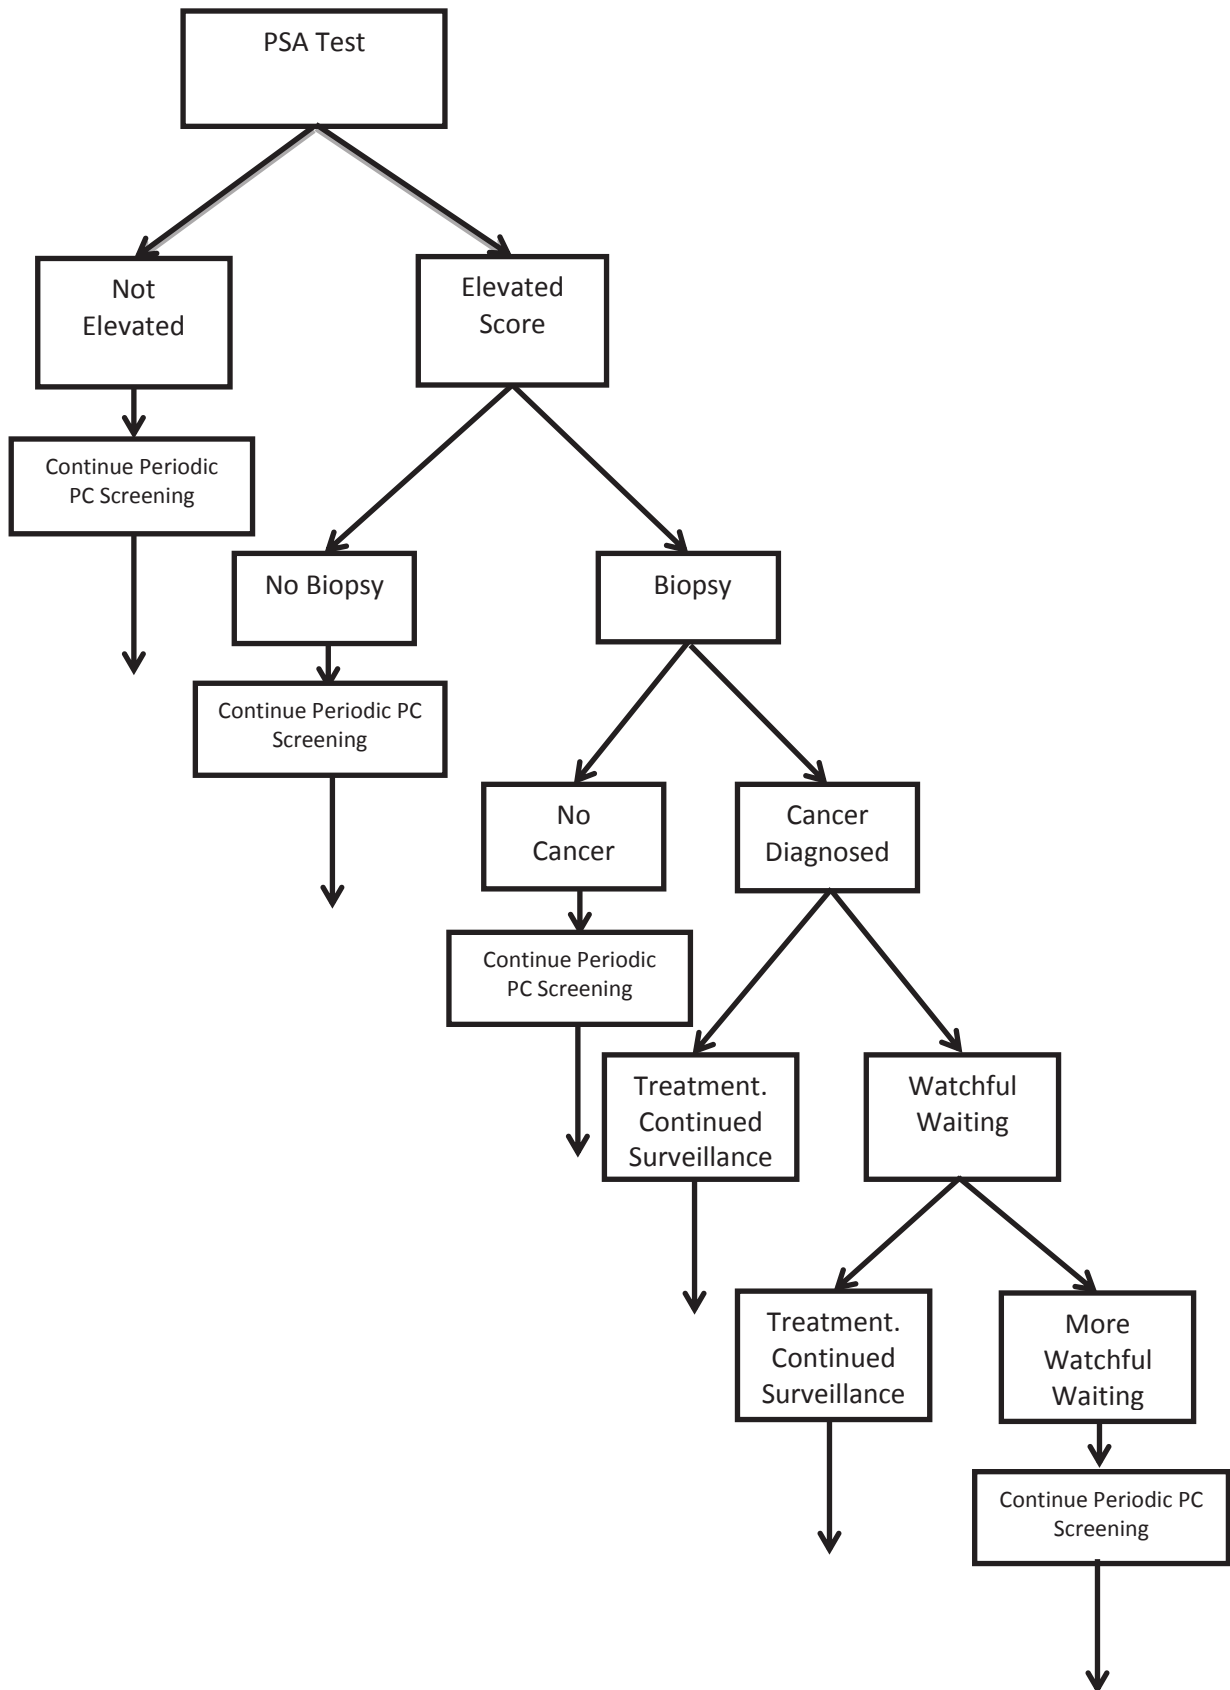 PSA Test
Not
Elevated
Elevated
Score
Continue Periodic
PC Screening
No Biopsy
Biopsy
Continue Periodic PC
Screening
No
Cancer
Cancer
Diagnosed
Continue Periodic
PC Screening
Treatment.
Continued
Surveillance
Watchful
Waiting
Treatment.
Continued
Surveillance
More
Watchful
Waiting
Continue Periodic PC
Screening